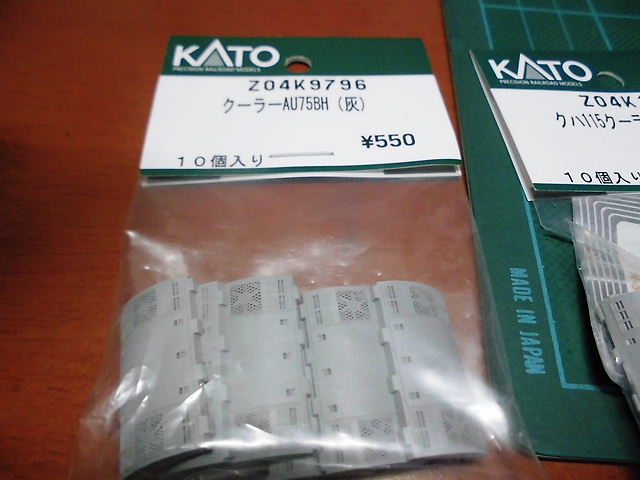 KATO
PRECISION RAILROAD MODELS
Z04K9796
クーラーAU75BH（灰）
¥550
10個入り
KATO
PRECISION RAILROAD MODELS
Z04K
クハ115クー
10個入り
MADE IN JAPAN